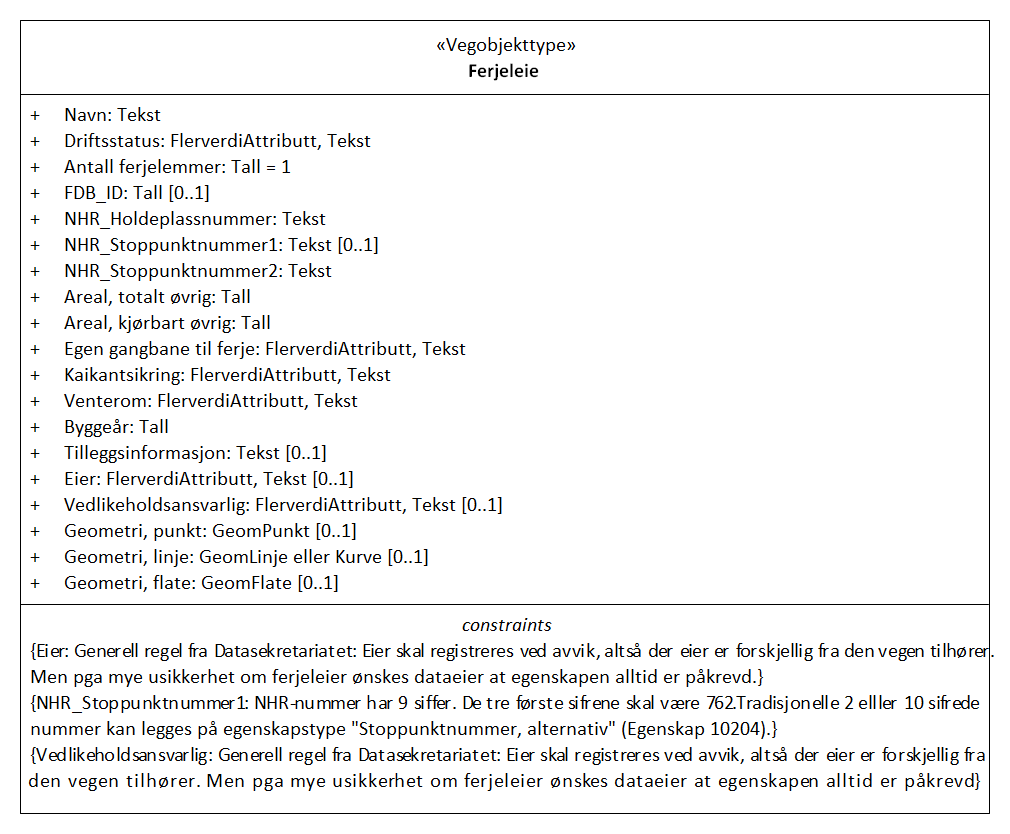 «Vegobjekttype»
Ferjeleie
+ Navn: Tekst
+ Driftsstatus: FlerverdiAttributt, Tekst
+ Antall ferjelemmer: Tall = 1
+ FDB_ID: Tall [0..1]
+ NHR_Holdeplassnummer: Tekst
+ NHR_Stoppunktnummer1: Tekst [0..1]
+ NHR_Stoppunktnummer2: Tekst
+ Areal, totalt øvrig: Tall
+ Areal, kjørbart øvrig: Tall
+ Egen gangbane til ferje: FlerverdiAttributt, Tekst
+ Kaikantsikring: FlerverdiAttributt, Tekst
+ Venterom: FlerverdiAttributt, Tekst
+ Byggeår: Tall
+ Tilleggsinformasjon: Tekst [0..1]
+ Eier: FlerverdiAttributt, Tekst [0..1]
+ Vedlikeholdsansvarlig: FlerverdiAttributt, Tekst [0..1]
+ Geometri, punkt: GeomPunkt [0..1]
+ Geometri, linje: GeomLinje eller Kurve [0..1]
+ Geometri, flate: GeomFlate [0..1]
constraints
{Eier: Generell regel fra Datasekretariatet: Eier skal registreres ved avvik, altså der eier er forskjellig fra den vegen tilhører.
Men pga mye usikkerhet om ferjeleier ønskes dataeier at egenskapen alltid er påkrevd.}
{NHR_Stoppunktnummer1: NHR-nummer har 9 siffer. De tre første sifrene skal være 762.Tradisjonelle 2 elller 10 sifrede
nummer kan legges på egenskapstype "Stoppunktnummer, alternativ" (Egenskap 10204).}
{Vedlikeholdsansvarlig: Generell regel fra Datasekretariatet: Eier skal registreres ved avvik, altså der eier er forskjellig fra
den vegen tilhører. Men pga mye usikkerhet om ferjeleier ønskes dataeier at egenskapen alltid er påkrevd}